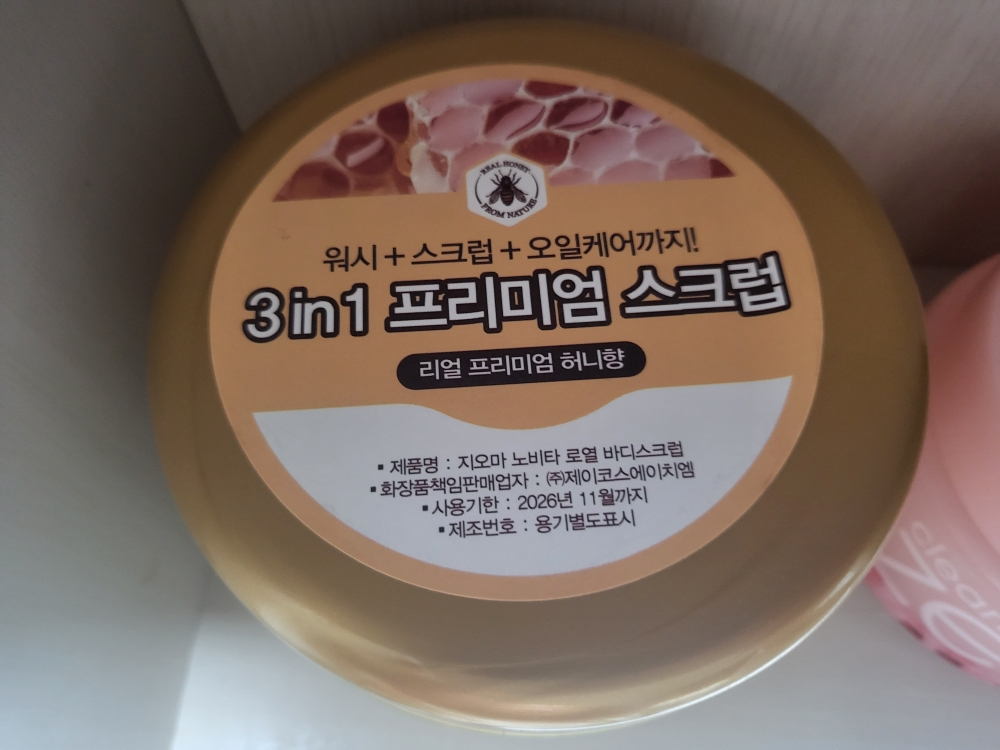 REAL HONEY
FROM NATURE
워시 + 스크럽 + 오일케어까지!
3in1 프리미엄 스크럽
리얼 프리미엄 허니향
▪ 제품명 : 지오마 노비타 로열 바디스크럽
▪ 화장품책임판매업자 : ㈜제이코스에이치엠
▪ 사용기한 : 2026년 11월까지
▪ 제조번호 : 용기별도표시
clean